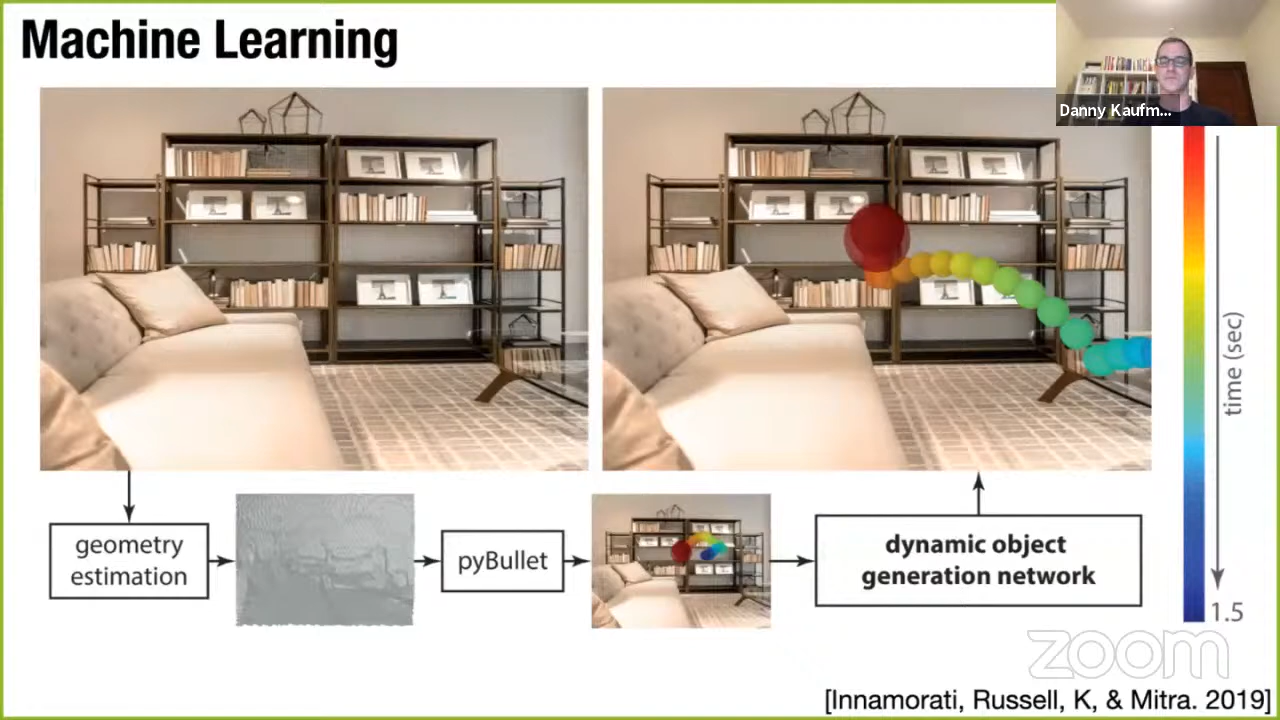 Machine Learning
Danny Kaufm...
time (sec)
geometry
estimation
pyBullet
dynamic object
generation network
1.5
zoom
[Innamorati, Russell, K, & Mitra. 2019]